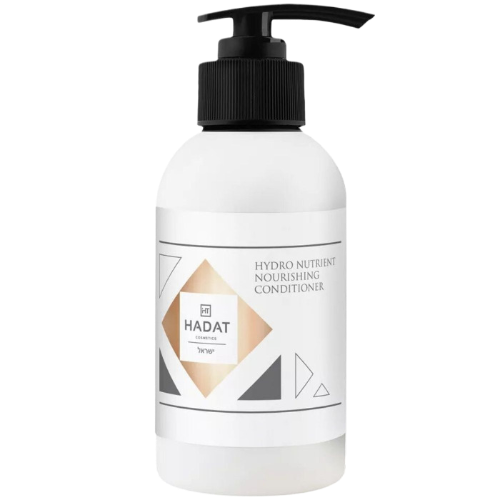 HYDRO NUTRIENT
NOURISHING
CONDITIONER
HT
HADAT
COSMETICS
ישראל